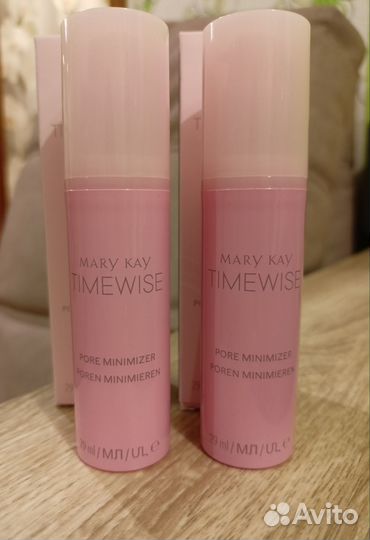 MARY KAY
TIMEWISE
PORE MINIMIZER
POREN MINIMIEREN
29 ml / МЛ / UL e
MARY KAY
TIMEWISE
PORE MINIMIZER
POREN MINIMIEREN
29 ml / МЛ / UL e
Avito